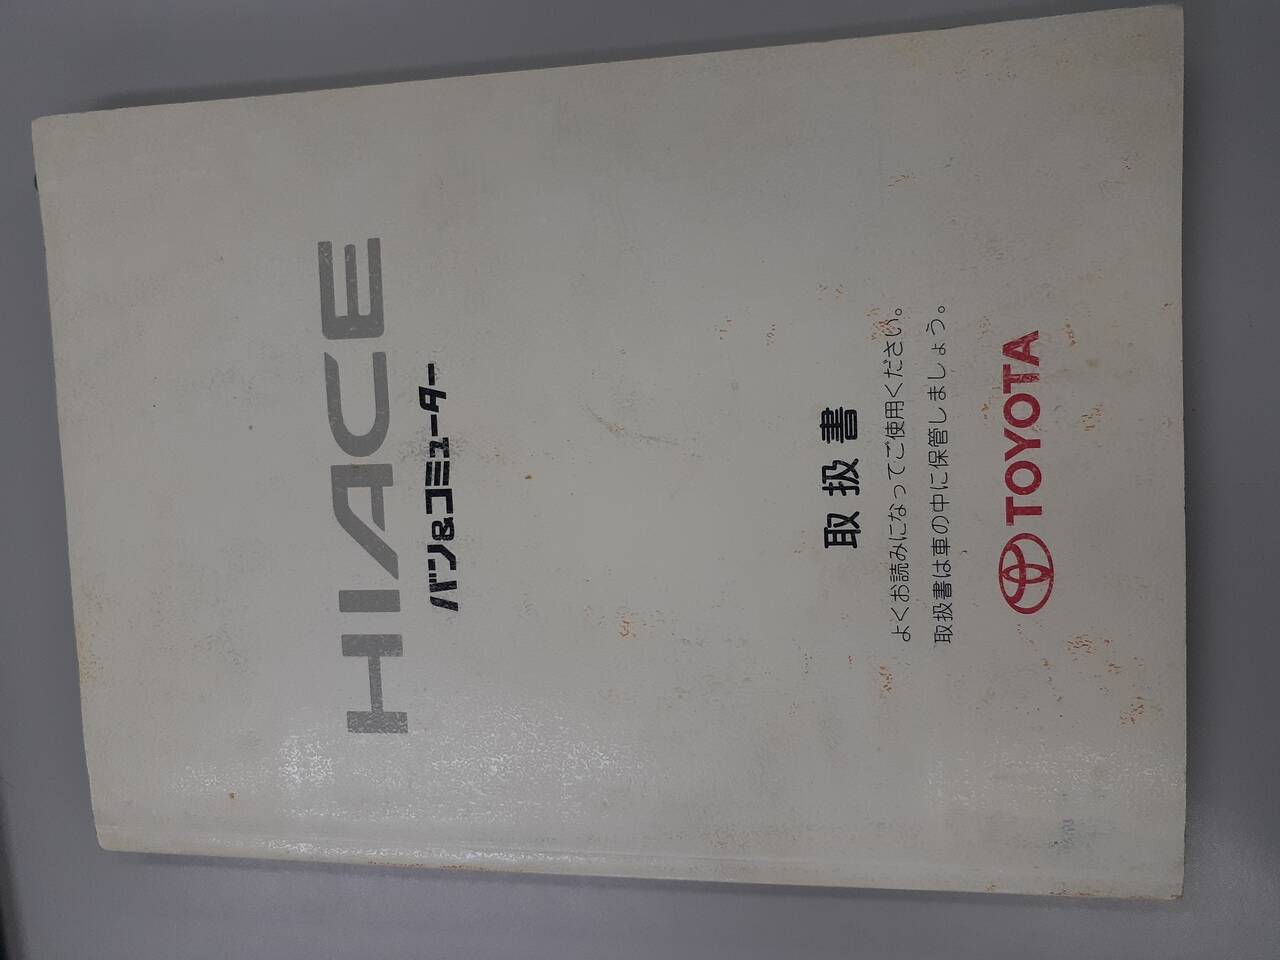 HIACE
バン&コミューター
取扱書
よくお読みになってご使用ください。
取扱書は車の中に保管しましょう。
TOYOTA